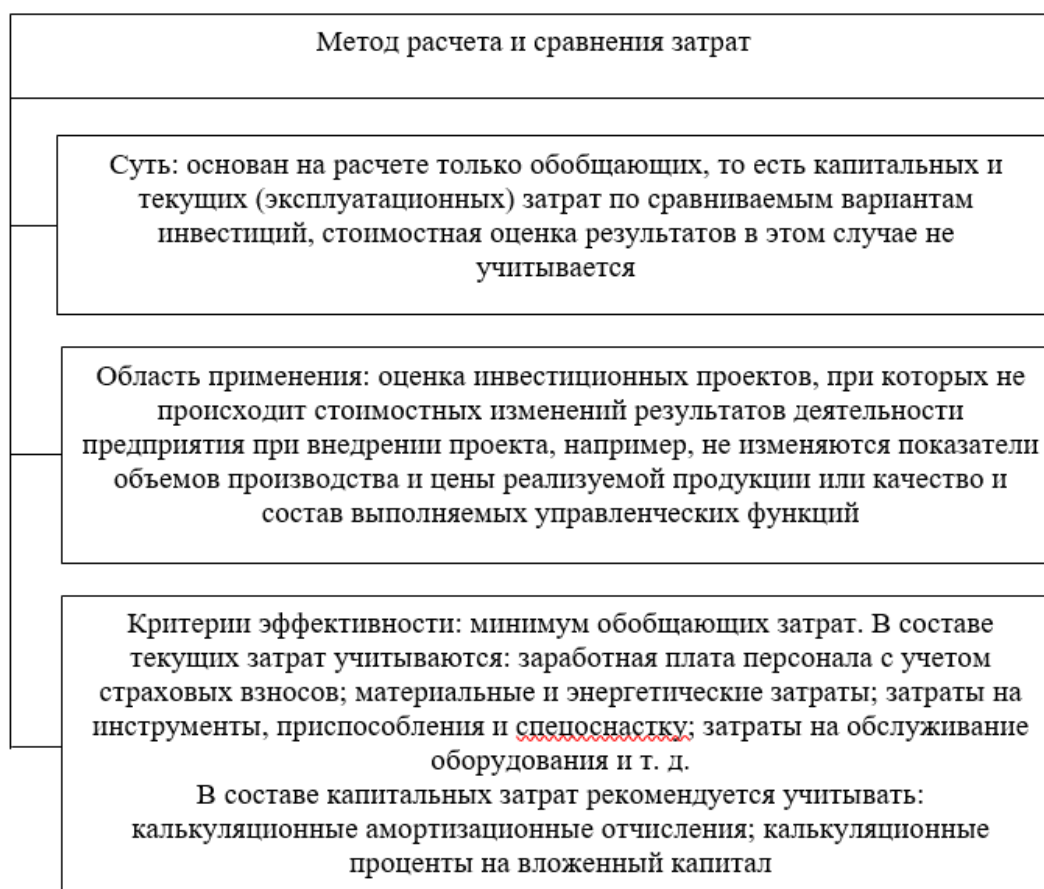 Метод расчета и сравнения затрат
Суть: основан на расчете только обобщающих, то есть капитальных и
текущих (эксплуатационных) затрат по сравниваемым вариантам
инвестиций, стоимостная оценка результатов в этом случае не
учитывается
Область применения: оценка инвестиционных проектов, при которых не
происходит стоимостных изменений результатов деятельности
предприятия при внедрении проекта, например, не изменяются показатели
объемов производства и цены реализуемой продукции или качество и
состав выполняемых управленческих функций
Критерии эффективности: минимум обобщающих затрат. В составе
текущих затрат учитываются: заработная плата персонала с учетом
страховых взносов; материальные и энергетические затраты; затраты на
инструменты, приспособления и спецоснастку; затраты на обслуживание
оборудования и т. д.
В составе капитальных затрат рекомендуется учитывать:
калькуляционные амортизационные отчисления; калькуляционные
проценты на вложенный капитал